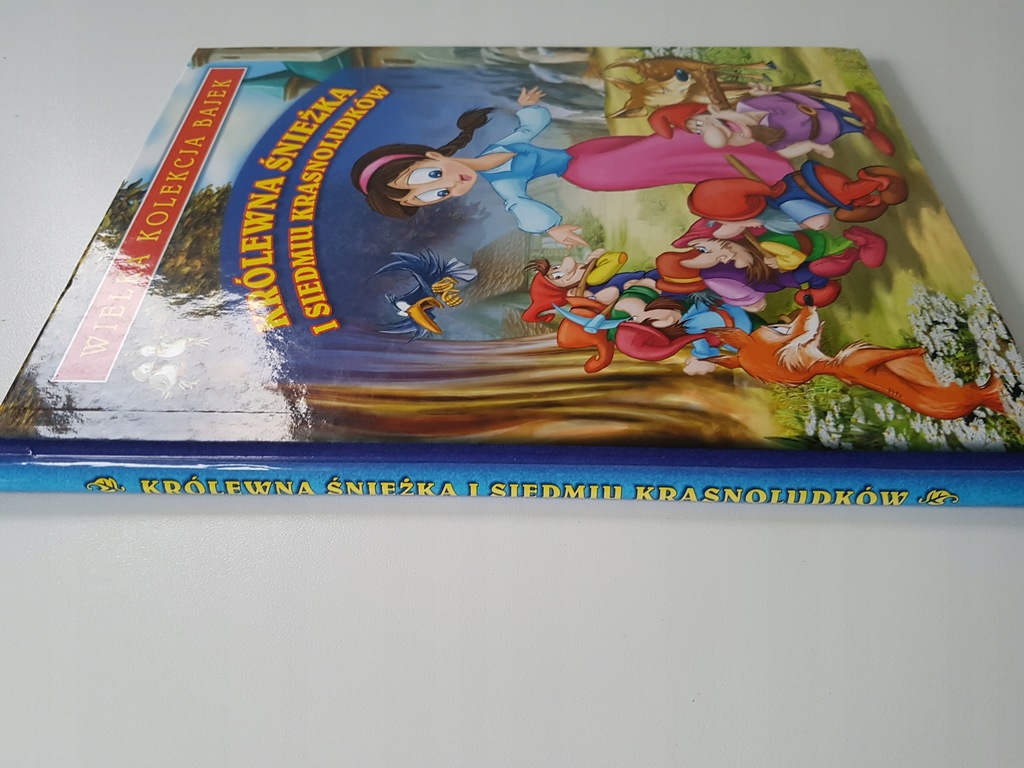 WIELKA KOLEKCJA BAJEK
KRÓLEWNA ŚNIEŻKA
I SIEDMIU KRASNOLUDKÓW
KRÓLEWNA ŚNIEŻKA I SIEDMIU KRASNOLUDKÓW